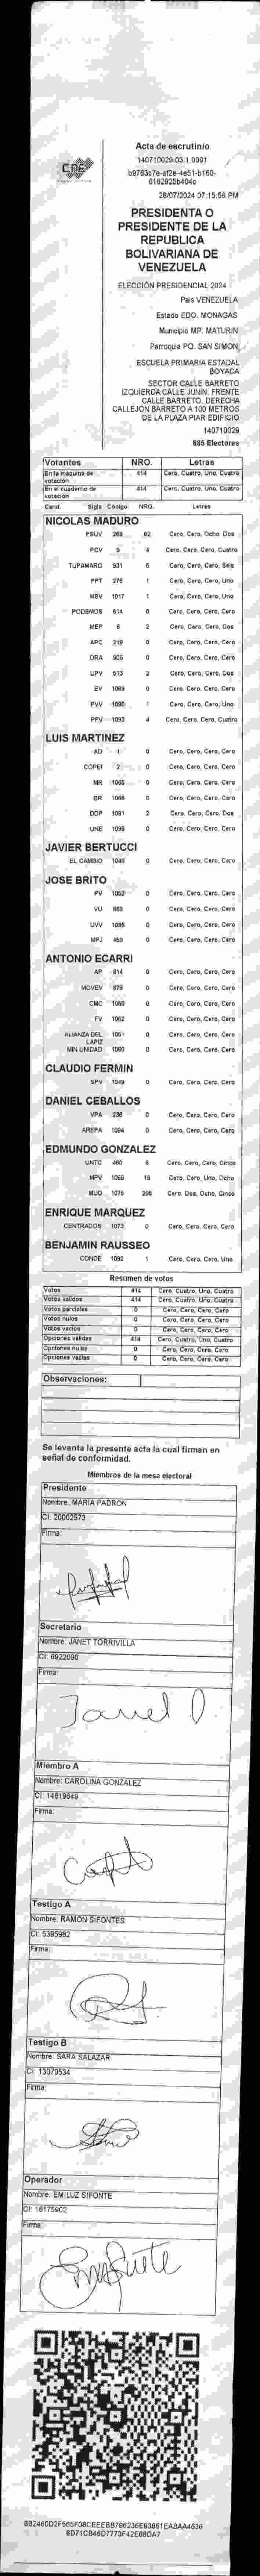 Acta de escrutinio
140710029.03.1.0001
CNE
b9763c7e-af2e-4e51-b160-
6162925b404c
28/07/2024 07:15:56 PM
PRESIDENTA O
PRESIDENTE DE LA
REPUBLICA
BOLIVARIANA DE
VENEZUELA
ELECCIÓN PRESIDENCIAL 2024
Pais VENEZUELA
Estado EDO. MONAGAS
Municipio MP. MATURIN
Parroquia PQ. SAN SIMON
ESCUELA PRIMARIA ESTADAL
BOYACA
SECTOR CALLE BARRETO
IZQUIERDA CALLE JUNIN. FRENTE
CALLE BARRETO. DERECHA
CALLEJON BARRETO A 100 METROS
DE LA PLAZA PIAR EDIFICIO
140710029
685 Electores
Votantes NRO. Letras
En la maquina de votación 414 Cero, Cuatro, Uno, Cuatro
En el cuaderno de votación 414 Cero, Cuatro, Uno, Cuatro
Cand. Sigla Código NRO. Letras
NICOLAS MADURO
PSUV 269 82 Cero, Cero, Ocho, Dos
PCV 9 4 Cero, Cero, Cero, Cuatro
TUPAMARO 931 6 Cero, Cero, Cero, Seis
PPT 276 1 Cero, Cero, Cero, Uno
MSV 1017 1 Cero, Cero, Cero, Uno
PODEMOS 614 0 Cero, Cero, Cero, Cero
MEP 6 2 Cero, Cero, Cero, Dos
APC 219 0 Cero, Cero, Cero, Cero
ORA 906 0 Cero, Cero, Cero, Cero
UPV 613 2 Cero, Cero, Cero, Dos
EV 1089 0 Cero, Cero, Cero, Cero
PVV 1090 1 Cero, Cero, Cero, Uno
PFV 1093 4 Cero, Cero, Cero, Cuatro
LUIS MARTINEZ
AD 1 0 Cero, Cero, Cero, Cero
COPEI 2 0 Cero, Cero, Cero, Cero
MR 1065 0 Cero, Cero, Cero, Cero
BR 1066 0 Cero, Cero, Cero, Cero
DDP 1091 2 Cero, Cero, Cero, Dos
UNE 1095 0 Cero, Cero, Cero, Cero
JAVIER BERTUCCI
EL CAMBIO 1048 0 Cero, Cero, Cero, Cero
JOSE BRITO
PV 1053 0 Cero, Cero, Cero, Cero
VU 658 0 Cero, Cero, Cero, Cero
UVV 1086 0 Cero, Cero, Cero, Cero
MPJ 459 0 Cero, Cero, Cero, Cero
ANTONIO ECARRI
AP 814 0 Cero, Cero, Cero, Cero
MOVEV 878 0 Cero, Cero, Cero, Cero
CMC 1050 0 Cero, Cero, Cero, Cero
FV 1062 0 Cero, Cero, Cero, Cero
ALIANZA DEL LAPIZ 1051 0 Cero, Cero, Cero, Cero
MIN UNIDAD 1069 0 Cero, Cero, Cero, Cero
CLAUDIO FERMIN
SPV 1049 0 Cero, Cero, Cero, Cero
DANIEL CEBALLOS
VPA 238 0 Cero, Cero, Cero, Cero
AREPA 1094 0 Cero, Cero, Cero, Cero
EDMUNDO GONZALEZ
UNTC 460 5 Cero, Cero, Cero, Cinco
MPV 1068 18 Cero, Cero, Uno, Ocho
MUD 1075 285 Cero, Dos, Ocho, Cinco
ENRIQUE MARQUEZ
CENTRADOS 1073 0 Cero, Cero, Cero, Cero
BENJAMIN RAUSSEO
CONDE 1092 1 Cero, Cero, Cero, Uno
Resumen de votos
Votos 414 Cero, Cuatro, Uno, Cuatro
Votos validos 414 Cero, Cuatro, Uno, Cuatro
Votos parciales 0 Cero, Cero, Cero, Cero
Votos nulos 0 Cero, Cero, Cero, Cero
Votos vacios 0 Cero, Cero, Cero, Cero
Opciones validas 414 Cero, Cuatro, Uno, Cuatro
Opciones nulas 0 Cero, Cero, Cero, Cero
Opciones vacias 0 Cero, Cero, Cero, Cero
Observaciones:
Se levanta la presente acta la cual firman en
señal de conformidad.
Miembros de la mesa electoral
Presidente
Nombre: MARIA PADRON
CI: 20002573
Firma:
Secretario
Nombre: JANET TORRIVILLA
CI: 6922090
Firma:
Janet
Miembro A
Nombre: CAROLINA GONZALEZ
CI: 14619849
Firma:
Testigo A
Nombre: RAMON SIFONTES
CI: 5395982
Firma:
Testigo B
Nombre: SARA SALAZAR
CI: 13070534
Firma:
Operador
Nombre: EMILUZ SIFONTE
CI: 16175902
Firma:
8B2460D2F565F08CEEEBB796236E93861EABAA4636
8D71CB46D7773F42E88DA7